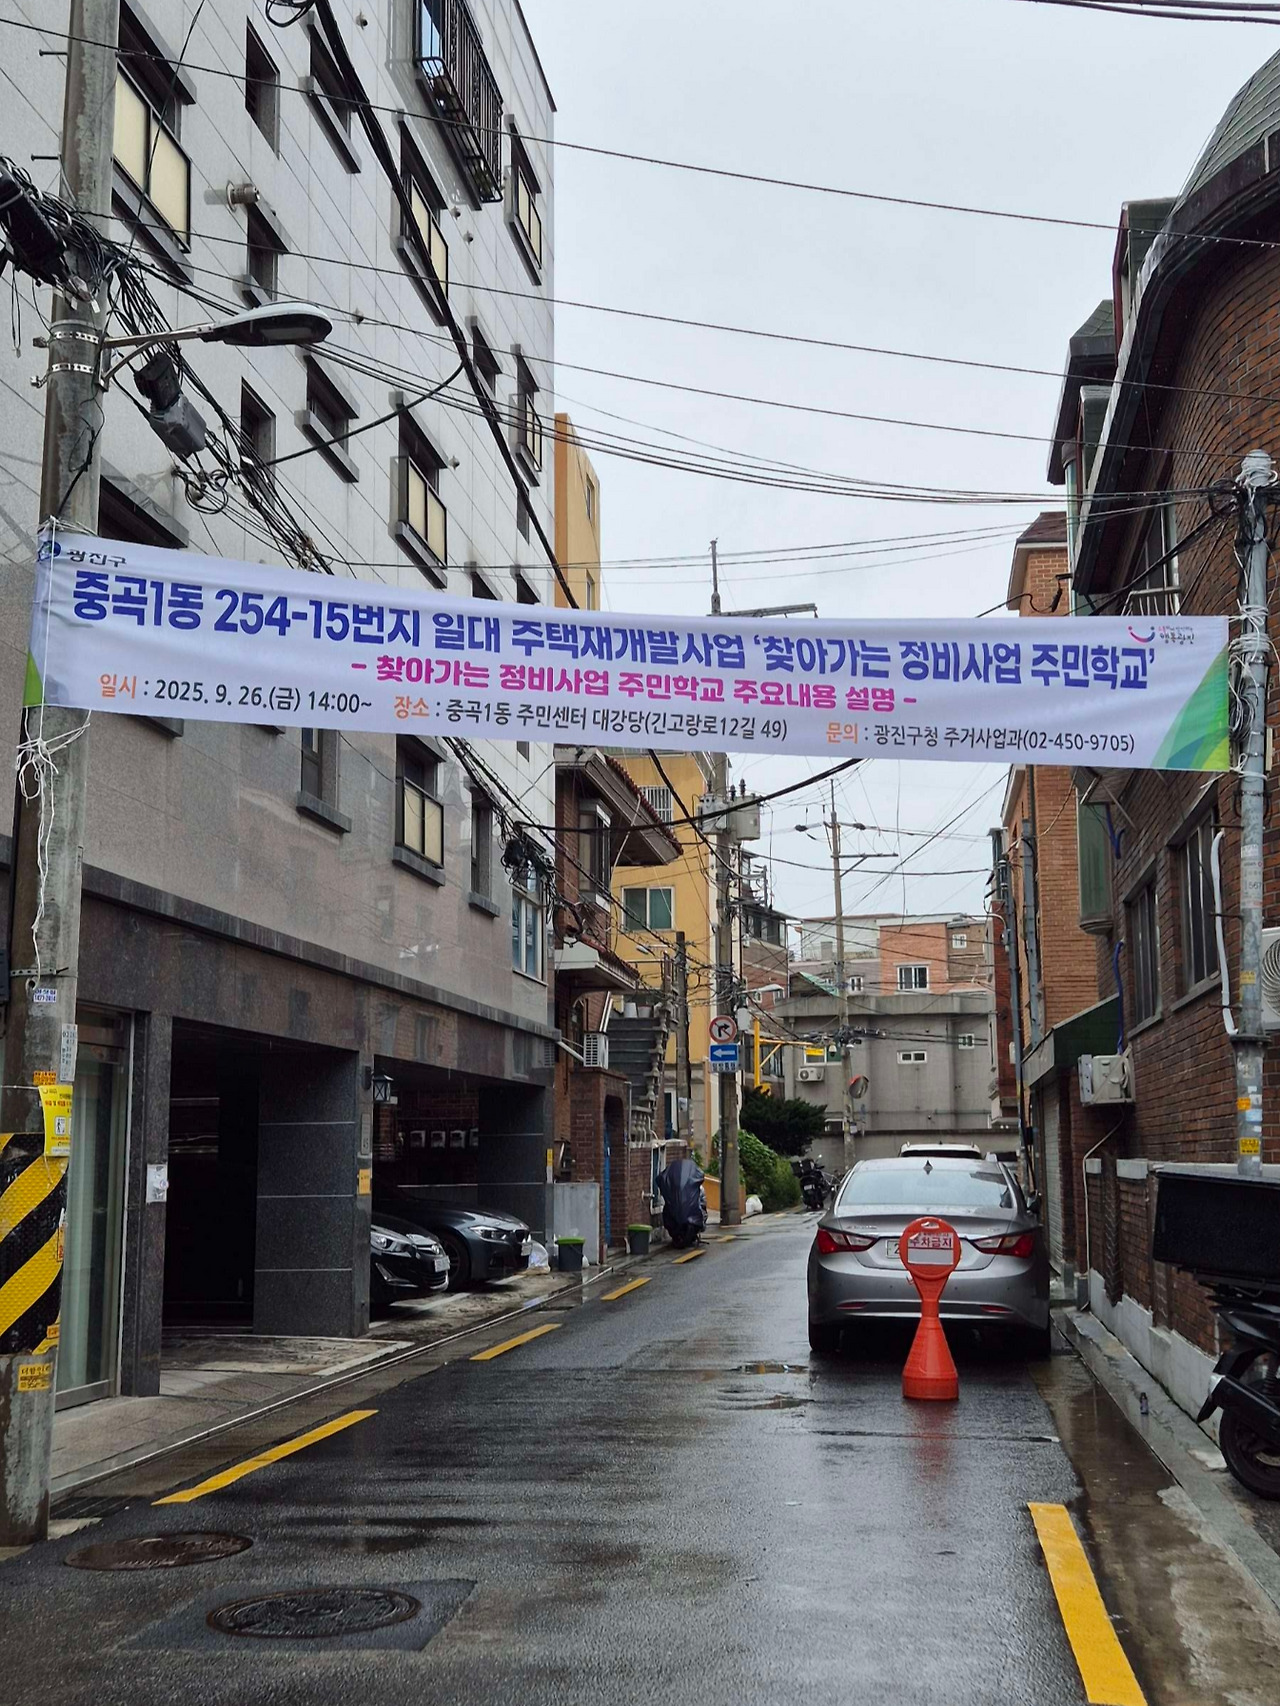 광진구
중곡1동 254-15번지 일대 주택재개발사업 ‘찾아가는 정비사업 주민학교’
행복광진
- 찾아가는 정비사업 주민학교 주요내용 설명 -
일시 : 2025. 9. 26.(금) 14:00~ 장소 : 중곡1동 주민센터 대강당(긴고랑로12길 49) 문의 : 광진구청 주거사업과(02-450-9705)
주차금지